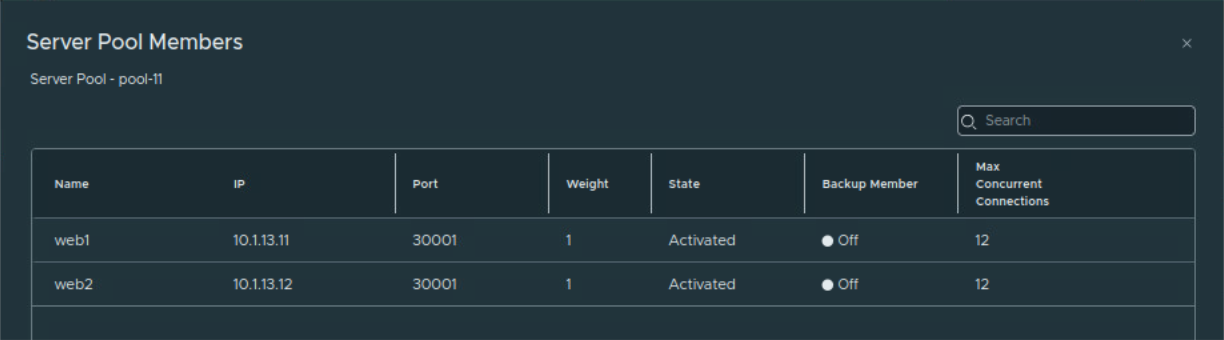 Server Pool Members
×
Server Pool - pool-11
Search
Name IP Port Weight State Backup Member Max Concurrent Connections
web1 10.1.13.11 30001 1 Activated Off 12
web2 10.1.13.12 30001 1 Activated Off 12